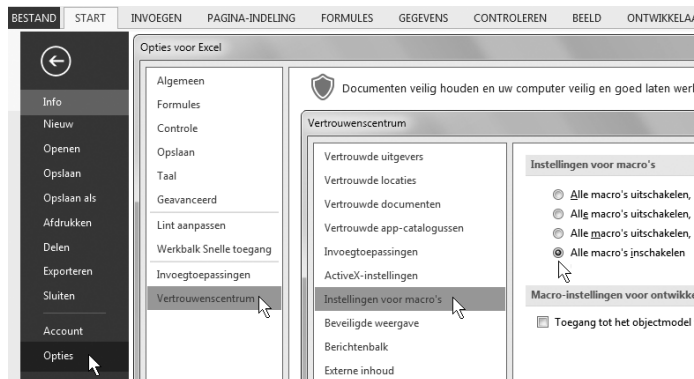 BESTAND START INVOEGEN PAGINA-INDELING FORMULES GEGEVENS CONTROLEREN BEELD
Info
Nieuw
Openen
Opslaan
Opslaan als
Afdrukken
Delen
Exporteren
Sluiten
Account
Opties
Opties voor Excel
Algemeen
Formules
Controle
Opslaan
Taal
Geavanceerd
Lint aanpassen
Werkbalk Snelle toegang
Invoegtoepassingen
Vertrouwenscentrum
Documenten veilig houden en uw computer veilig en goed laten
Vertrouwenscentrum
Vertrouwde uitgevers
Vertrouwde locaties
Vertrouwde documenten
Vertrouwde app-catalogussen
Invoegtoepassingen
ActiveX-instellingen
Instellingen voor macro's
Beveiligde weergave
Berichtenbalk
Externe inhoud
Instellingen voor macro's
Alle macro's uitschakelen,
Alle macro's uitschakelen,
Alle macro's uitschakelen,
Alle macro's inschakelen
Macro-instellingen voor
Toegang tot het objectmodel